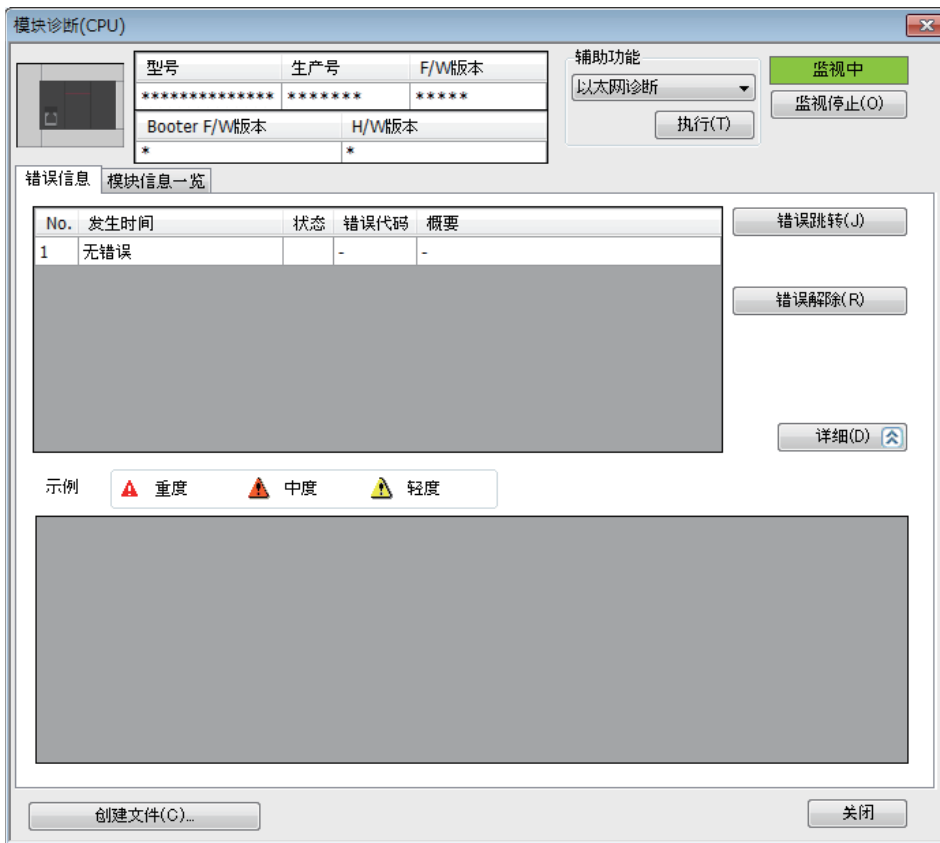 模块诊断(CPU)
型号 生产号 F/W版本
************** ******* *****
Booter F/W版本 H/W版本
* *
辅助功能
以太网诊断
执行(T)
监视中
监视停止(O)
错误信息 模块信息一览
No. 发生时间 状态 错误代码 概要
1 无错误 - -
错误跳转(J)
错误解除(R)
详细(D)
示例 重度 中度 轻度
创建文件(C)...
关闭